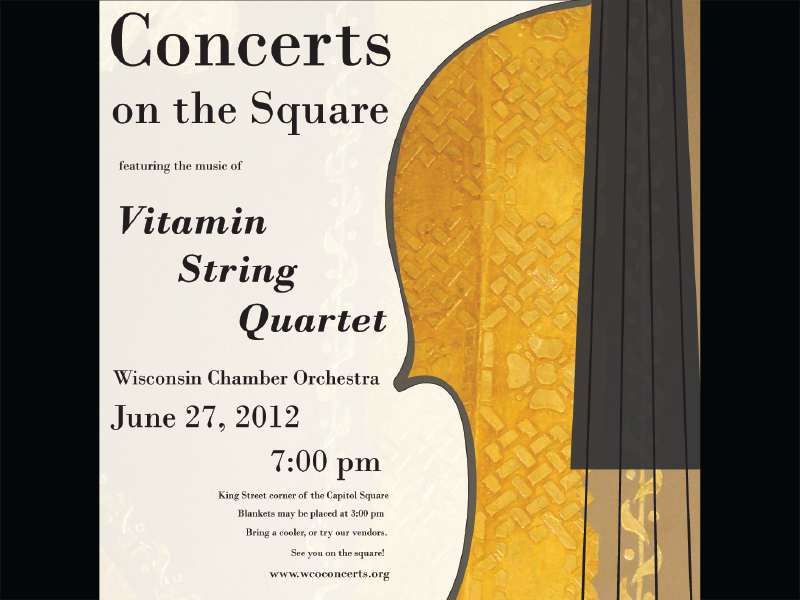 Concerts
on the Square
featuring the music of
Vitamin
String
Quartet
Wisconsin Chamber Orchestra
June 27, 2012
7:00 pm
King Street corner of the Capitol Square
Blankets may be placed at 3:00 pm
Bring a cooler, or try our vendors.
See you on the square!
www.wcoconcerts.org